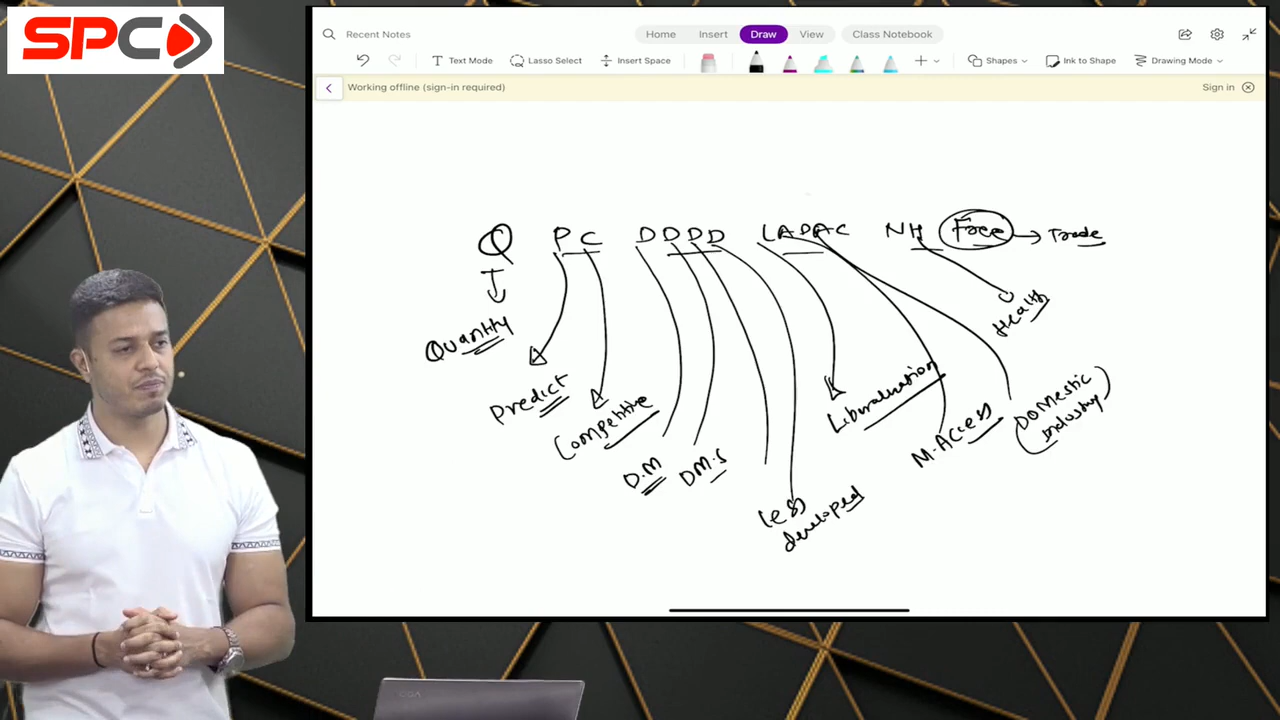 SPC
Recent Notes
Home Insert Draw View Class Notebook
Text Mode Lasso Select Insert Space Shapes Ink to Shape Drawing Mode
Working offline (sign-in required) Sign in
Q PC DDDD LADAC NH Free → Trade
Quantity
Predict
Competitive
D.M
DM.S
Less
developed
Liberalization
M.Access
Domestic
industry
Health